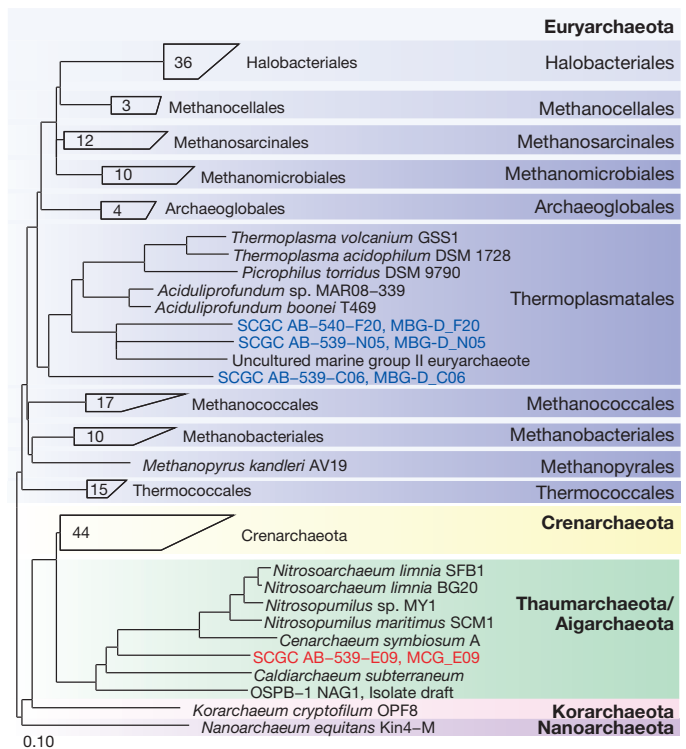 Euryarchaeota
36 Halobacteriales Halobacteriales
3 Methanocellales Methanocellales
12 Methanosarcinales Methanosarcinales
10 Methanomicrobiales Methanomicrobiales
4 Archaeoglobales Archaeoglobales
Thermoplasma volcanium GSS1
Thermoplasma acidophilum DSM 1728
Picrophilus torridus DSM 9790
Aciduliprofundum sp. MAR08−339
Thermoplasmatales
Aciduliprofundum boonei T469
SCGC AB−540−F20, MBG-D_F20
SCGC AB−539−N05, MBG-D_N05
Uncultured marine group II euryarchaeote
SCGC AB−539−C06, MBG-D_C06
17 Methanococcales Methanococcales
10 Methanobacteriales Methanobacteriales
Methanopyrus kandleri AV19 Methanopyrales
15 Thermococcales Thermococcales
Crenarchaeota
44 Crenarchaeota
Nitrosoarchaeum limnia SFB1
Nitrosoarchaeum limnia BG20
Nitrosopumilus sp. MY1
Thaumarchaeota/
Aigarchaeota
Nitrosopumilus maritimus SCM1
Cenarchaeum symbiosum A
SCGC AB−539−E09, MCG_E09
Caldiarchaeum subterraneum
OSPB−1 NAG1, Isolate draft
Korarchaeum cryptofilum OPF8 Korarchaeota
Nanoarchaeum equitans Kin4−M Nanoarchaeota
0.10